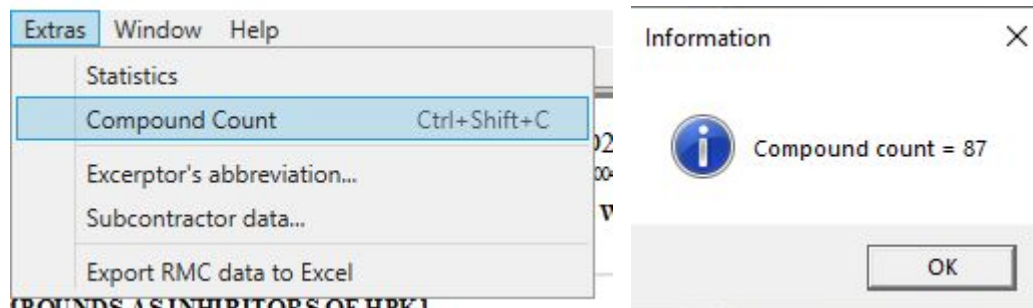 Extras Window Help
Statistics
Compound Count Ctrl+Shift+C
Excerptor's abbreviation...
Subcontractor data...
Export RMC data to Excel
Information
Compound count = 87
OK